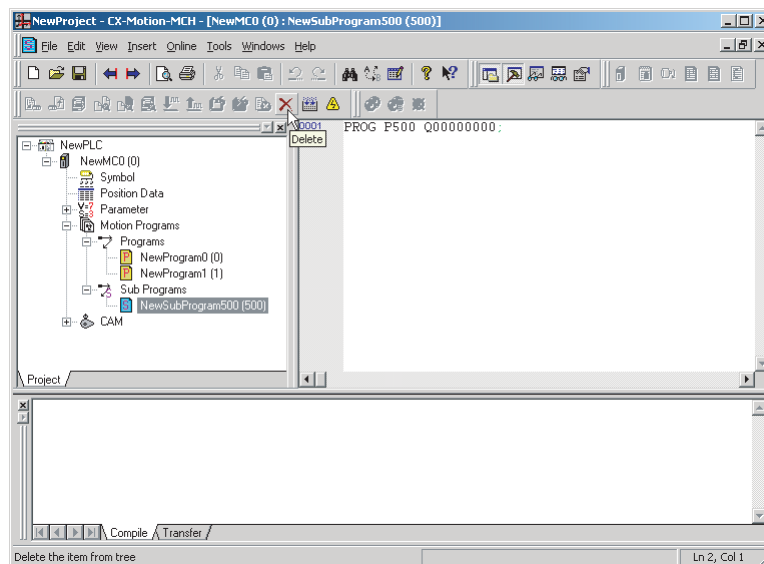 NewProject - CX-Motion-MCH - [NewMC0 (0) : NewSubProgram500 (500)]
File Edit View Insert Online Tools Windows Help
0001 PROG P500 Q00000000;
Delete
NewPLC
NewMC0 (0)
Symbol
Position Data
Parameter
Motion Programs
Programs
NewProgram0 (0)
NewProgram1 (1)
Sub Programs
NewSubProgram500 (500)
CAM
Project
Compile Transfer
Delete the item from tree Ln 2, Col 1